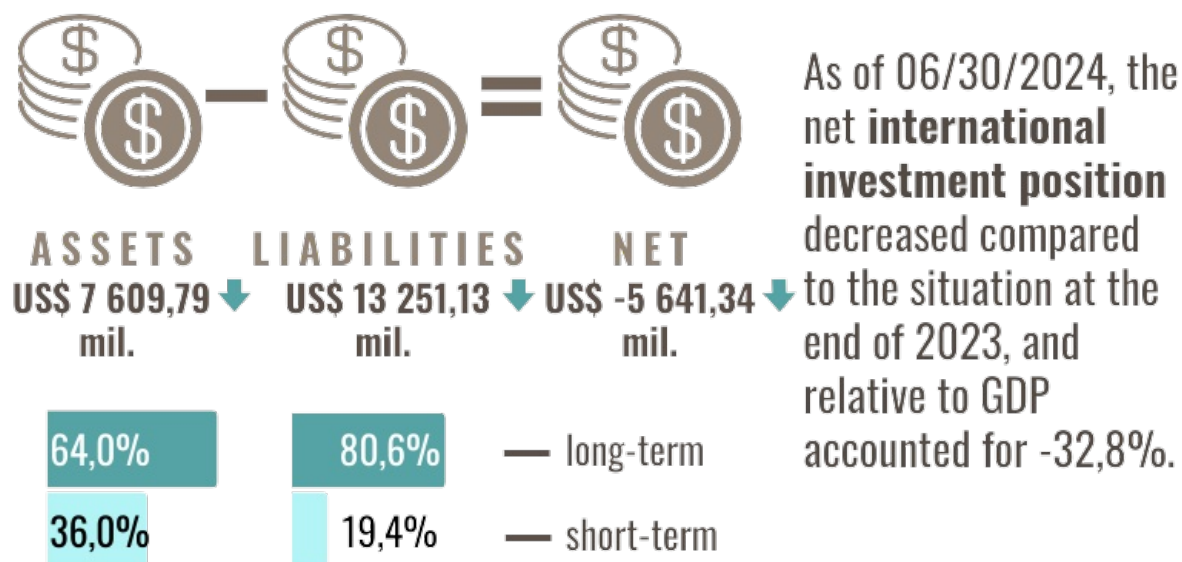 ASSETS
US$ 7 609,79
mil.
LIABILITIES
US$ 13 251,13
mil.
NET
US$ -5 641,34
mil.
As of 06/30/2024, the
net international
investment position
decreased compared
to the situation at the
end of 2023, and
relative to GDP
accounted for -32,8%.
64,0%
80,6%
long-term
36,0%
19,4%
short-term